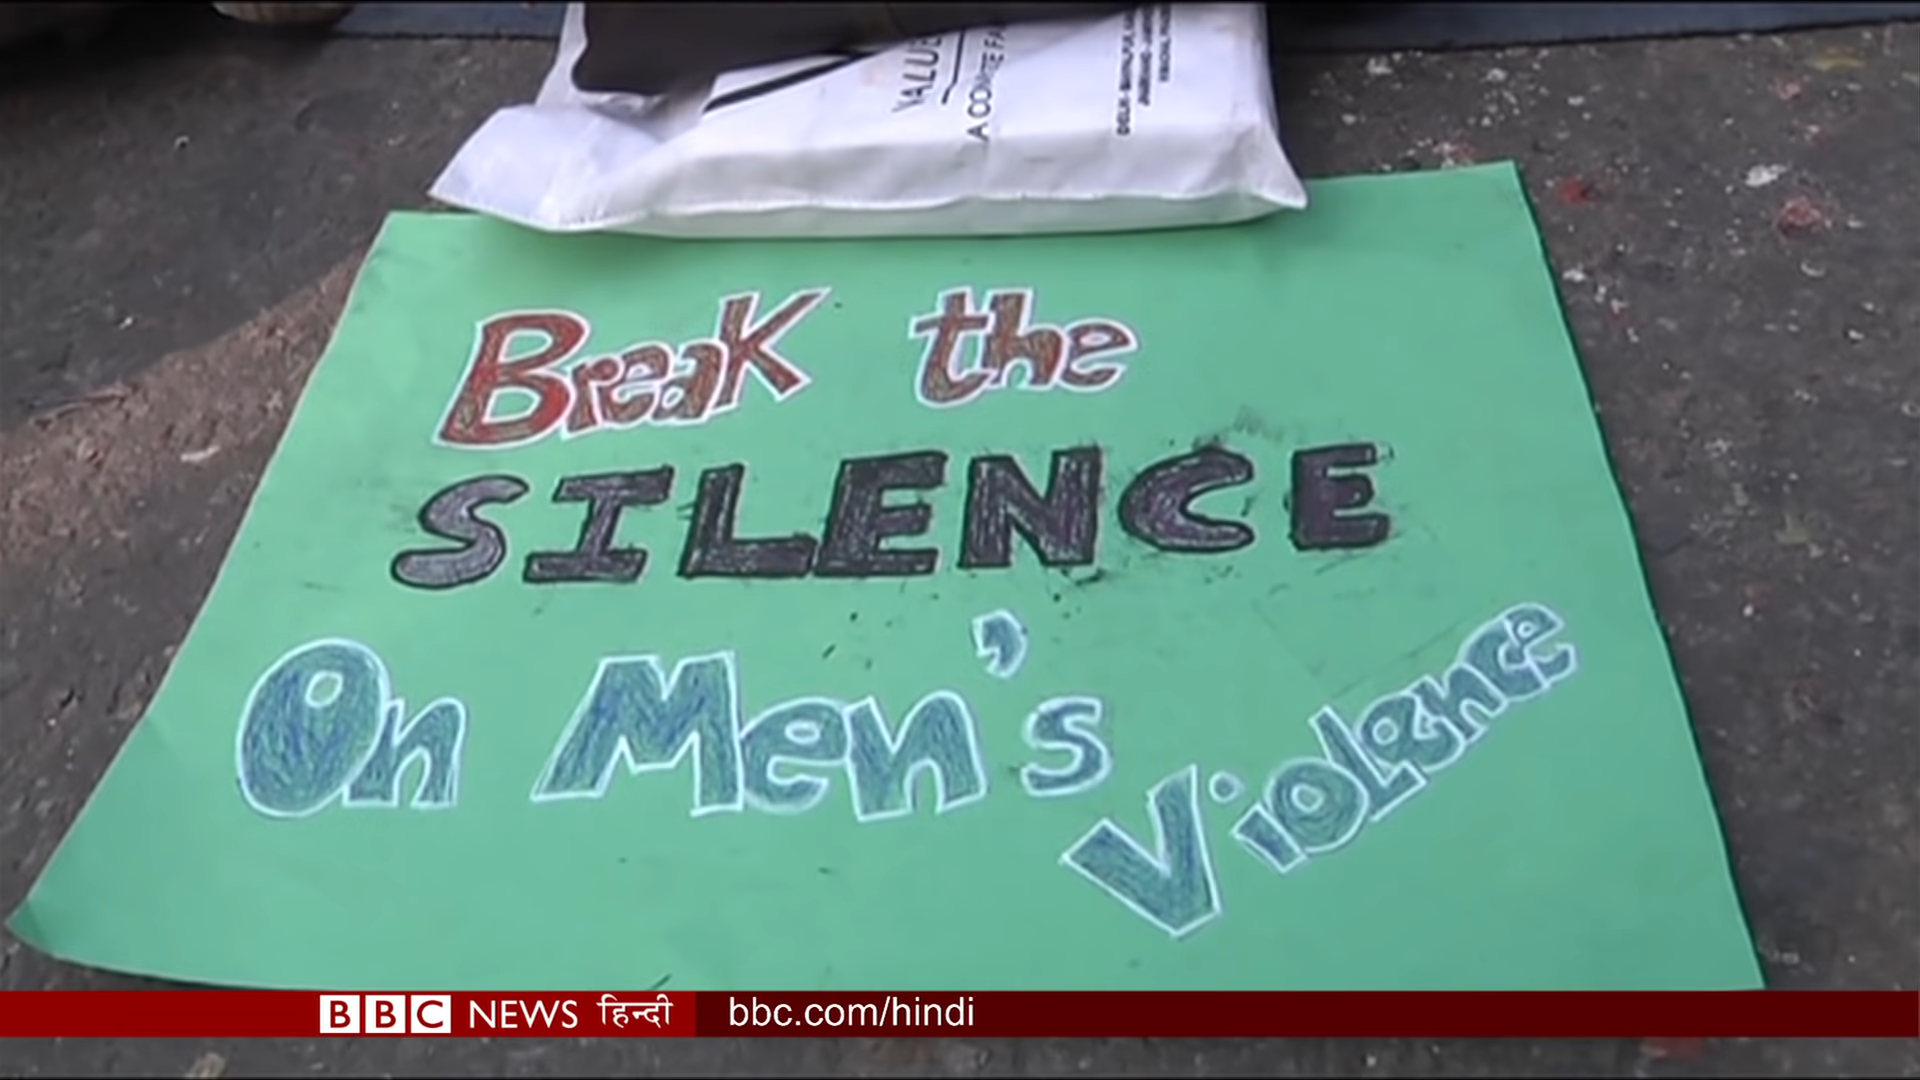 VALUE
A COMPLETE FA
Break the
SILENCE
On Men's
Violence
BBC NEWS हिन्दी bbc.com/hindi